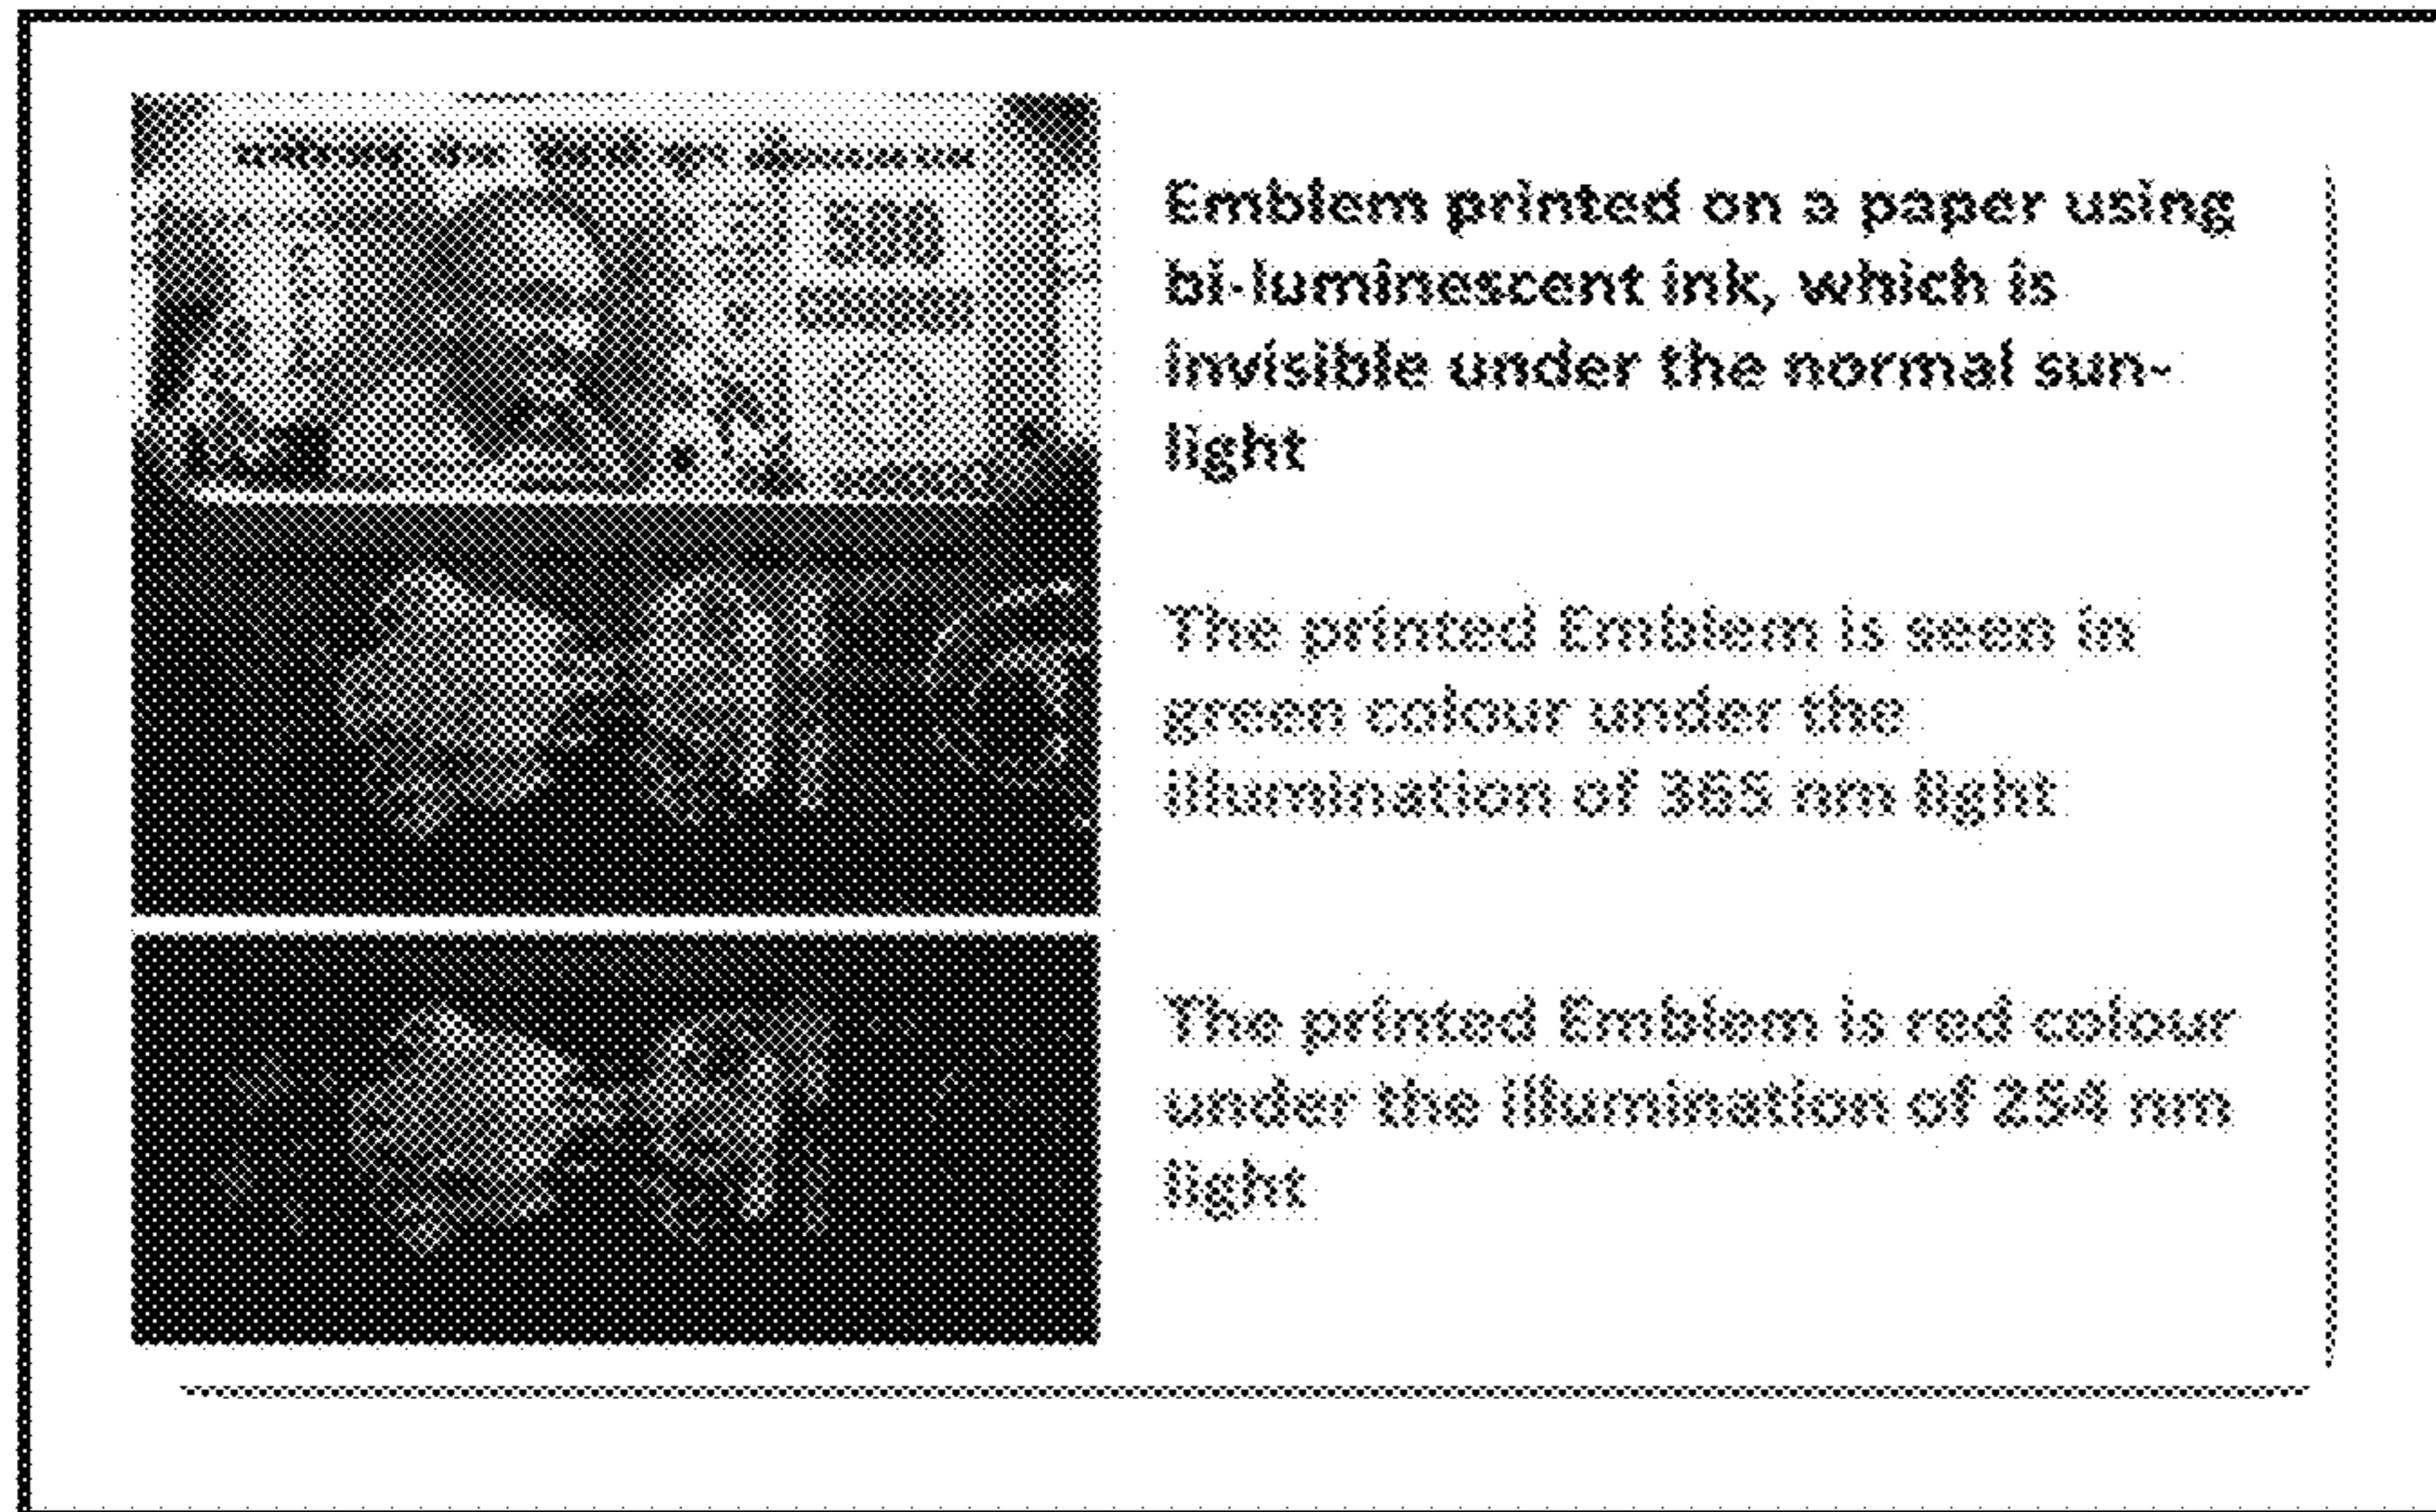 500
Emblem printed on a paper using
bi-luminescent ink, which is
invisible under the normal sun-
light
The printed Emblem is seen in
green colour under the
illumination of 365 nm light
The printed Emblem is red colour
under the illumination of 254 nm
light